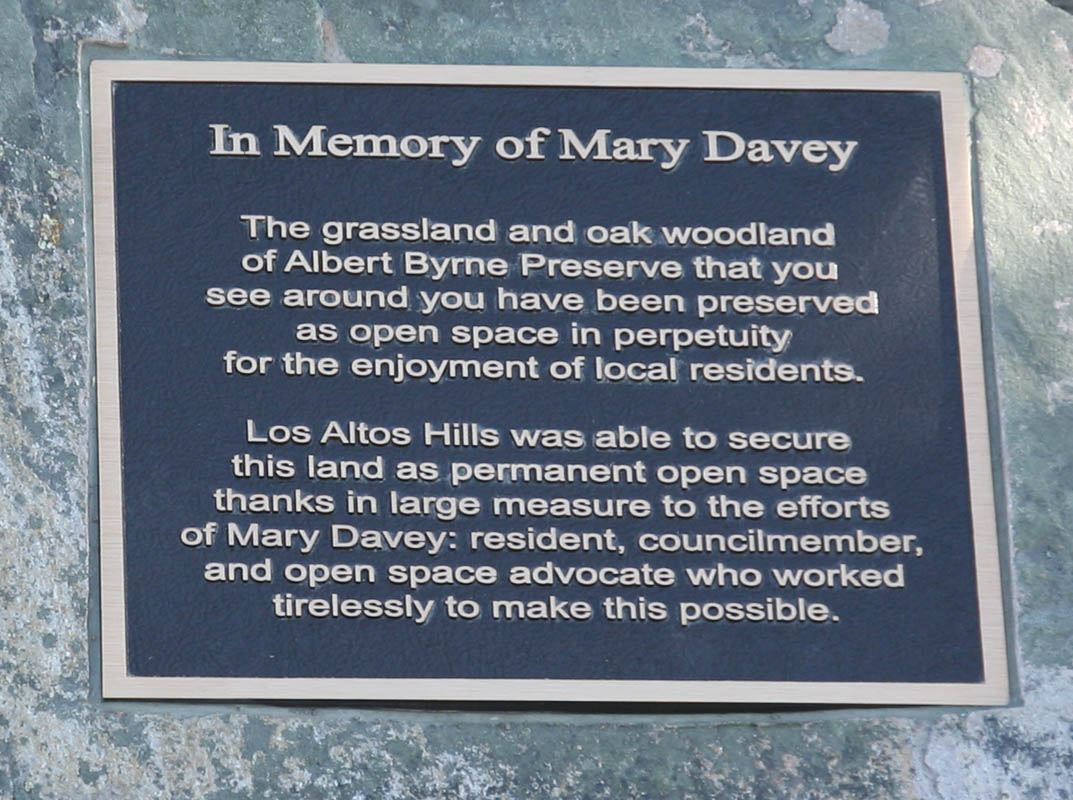 In Memory of Mary Davey
The grassland and oak woodland
of Albert Byrne Preserve that you
see around you have been preserved
as open space in perpetuity
for the enjoyment of local residents.
Los Altos Hills was able to secure
this land as permanent open space
thanks in large measure to the efforts
of Mary Davey: resident, councilmember,
and open space advocate who worked
tirelessly to make this possible.